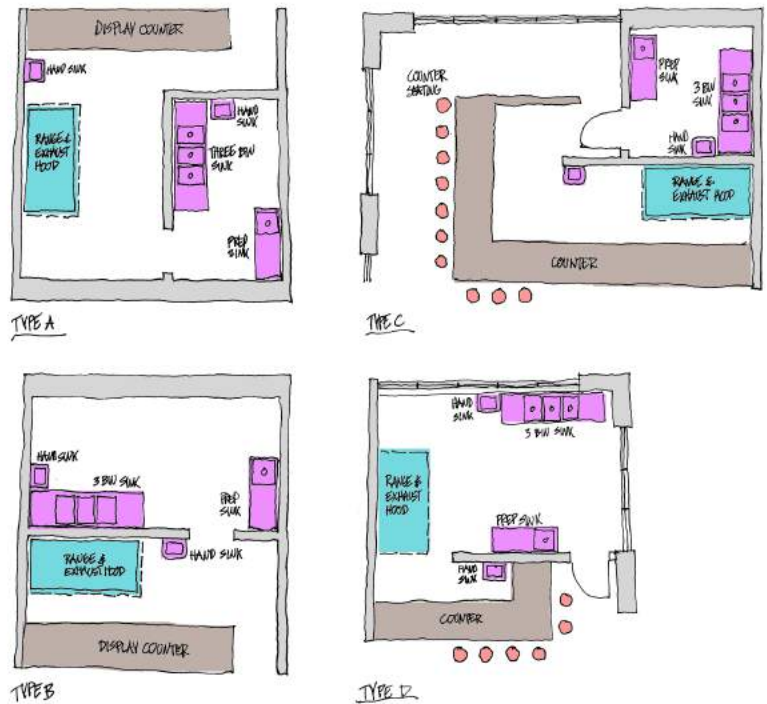 DISPLAY COUNTER
HAND SINK
RANGE &
EXHAUST
HOOD
HAND
SINK
THREE BIN
SINK
PREP
SINK
TYPE A
COUNTER
SEATING
PREP
SINK
3 BIN
SINK
HAND
SINK
RANGE &
EXHAUST HOOD
COUNTER
TYPE C
HAND SINK
3 BIN SINK
PREP
SINK
RANGE &
EXHAUST HOOD
HAND SINK
DISPLAY COUNTER
TYPE B
HAND
SINK
3 BIN SINK
RANGE &
EXHAUST
HOOD
PREP SINK
HAND
SINK
COUNTER
TYPE D